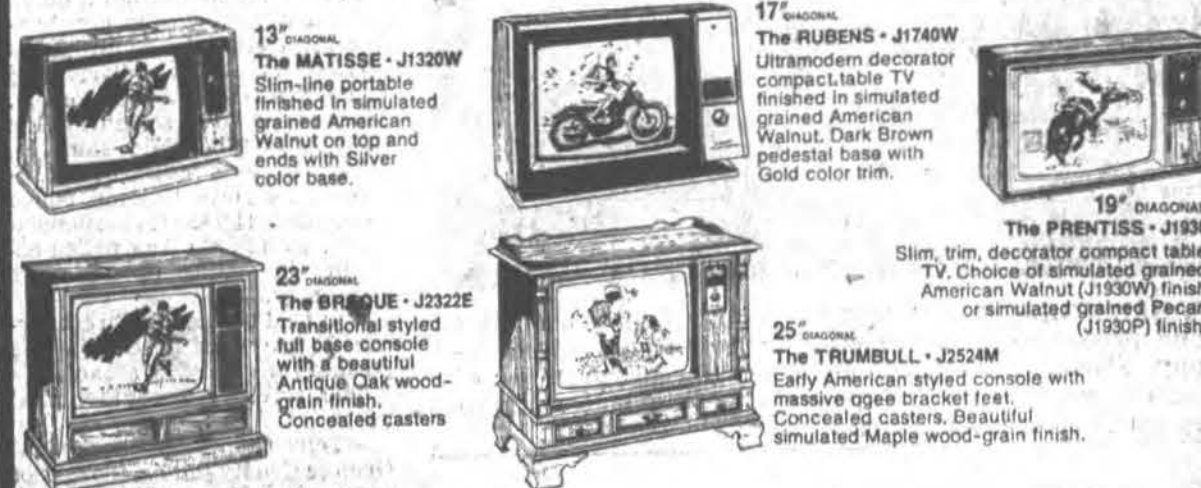 13" DIAGONAL
The MATISSE • J1320W
Slim-line portable
finished in simulated
grained American
Walnut on top and
ends with Silver
color base.
17" DIAGONAL
The RUBENS • J1740W
Ultramodern decorator
compact table TV
finished in simulated
grained American
Walnut. Dark Brown
pedestal base with
Gold color trim.
19" DIAGONAL
The PRENTISS • J1930
Slim, trim, decorator compact table
TV. Choice of simulated grained
American Walnut (J1930W) finish
or simulated grained Pecan
(J1930P) finish
23" DIAGONAL
The BRAQUE • J2322E
Transitional styled
full base console
with a beautiful
Antique Oak wood-
grain finish.
Concealed casters
25" DIAGONAL
The TRUMBULL • J2524M
Early American styled console with
massive ogee bracket feet.
Concealed casters. Beautiful
simulated Maple wood-grain finish.